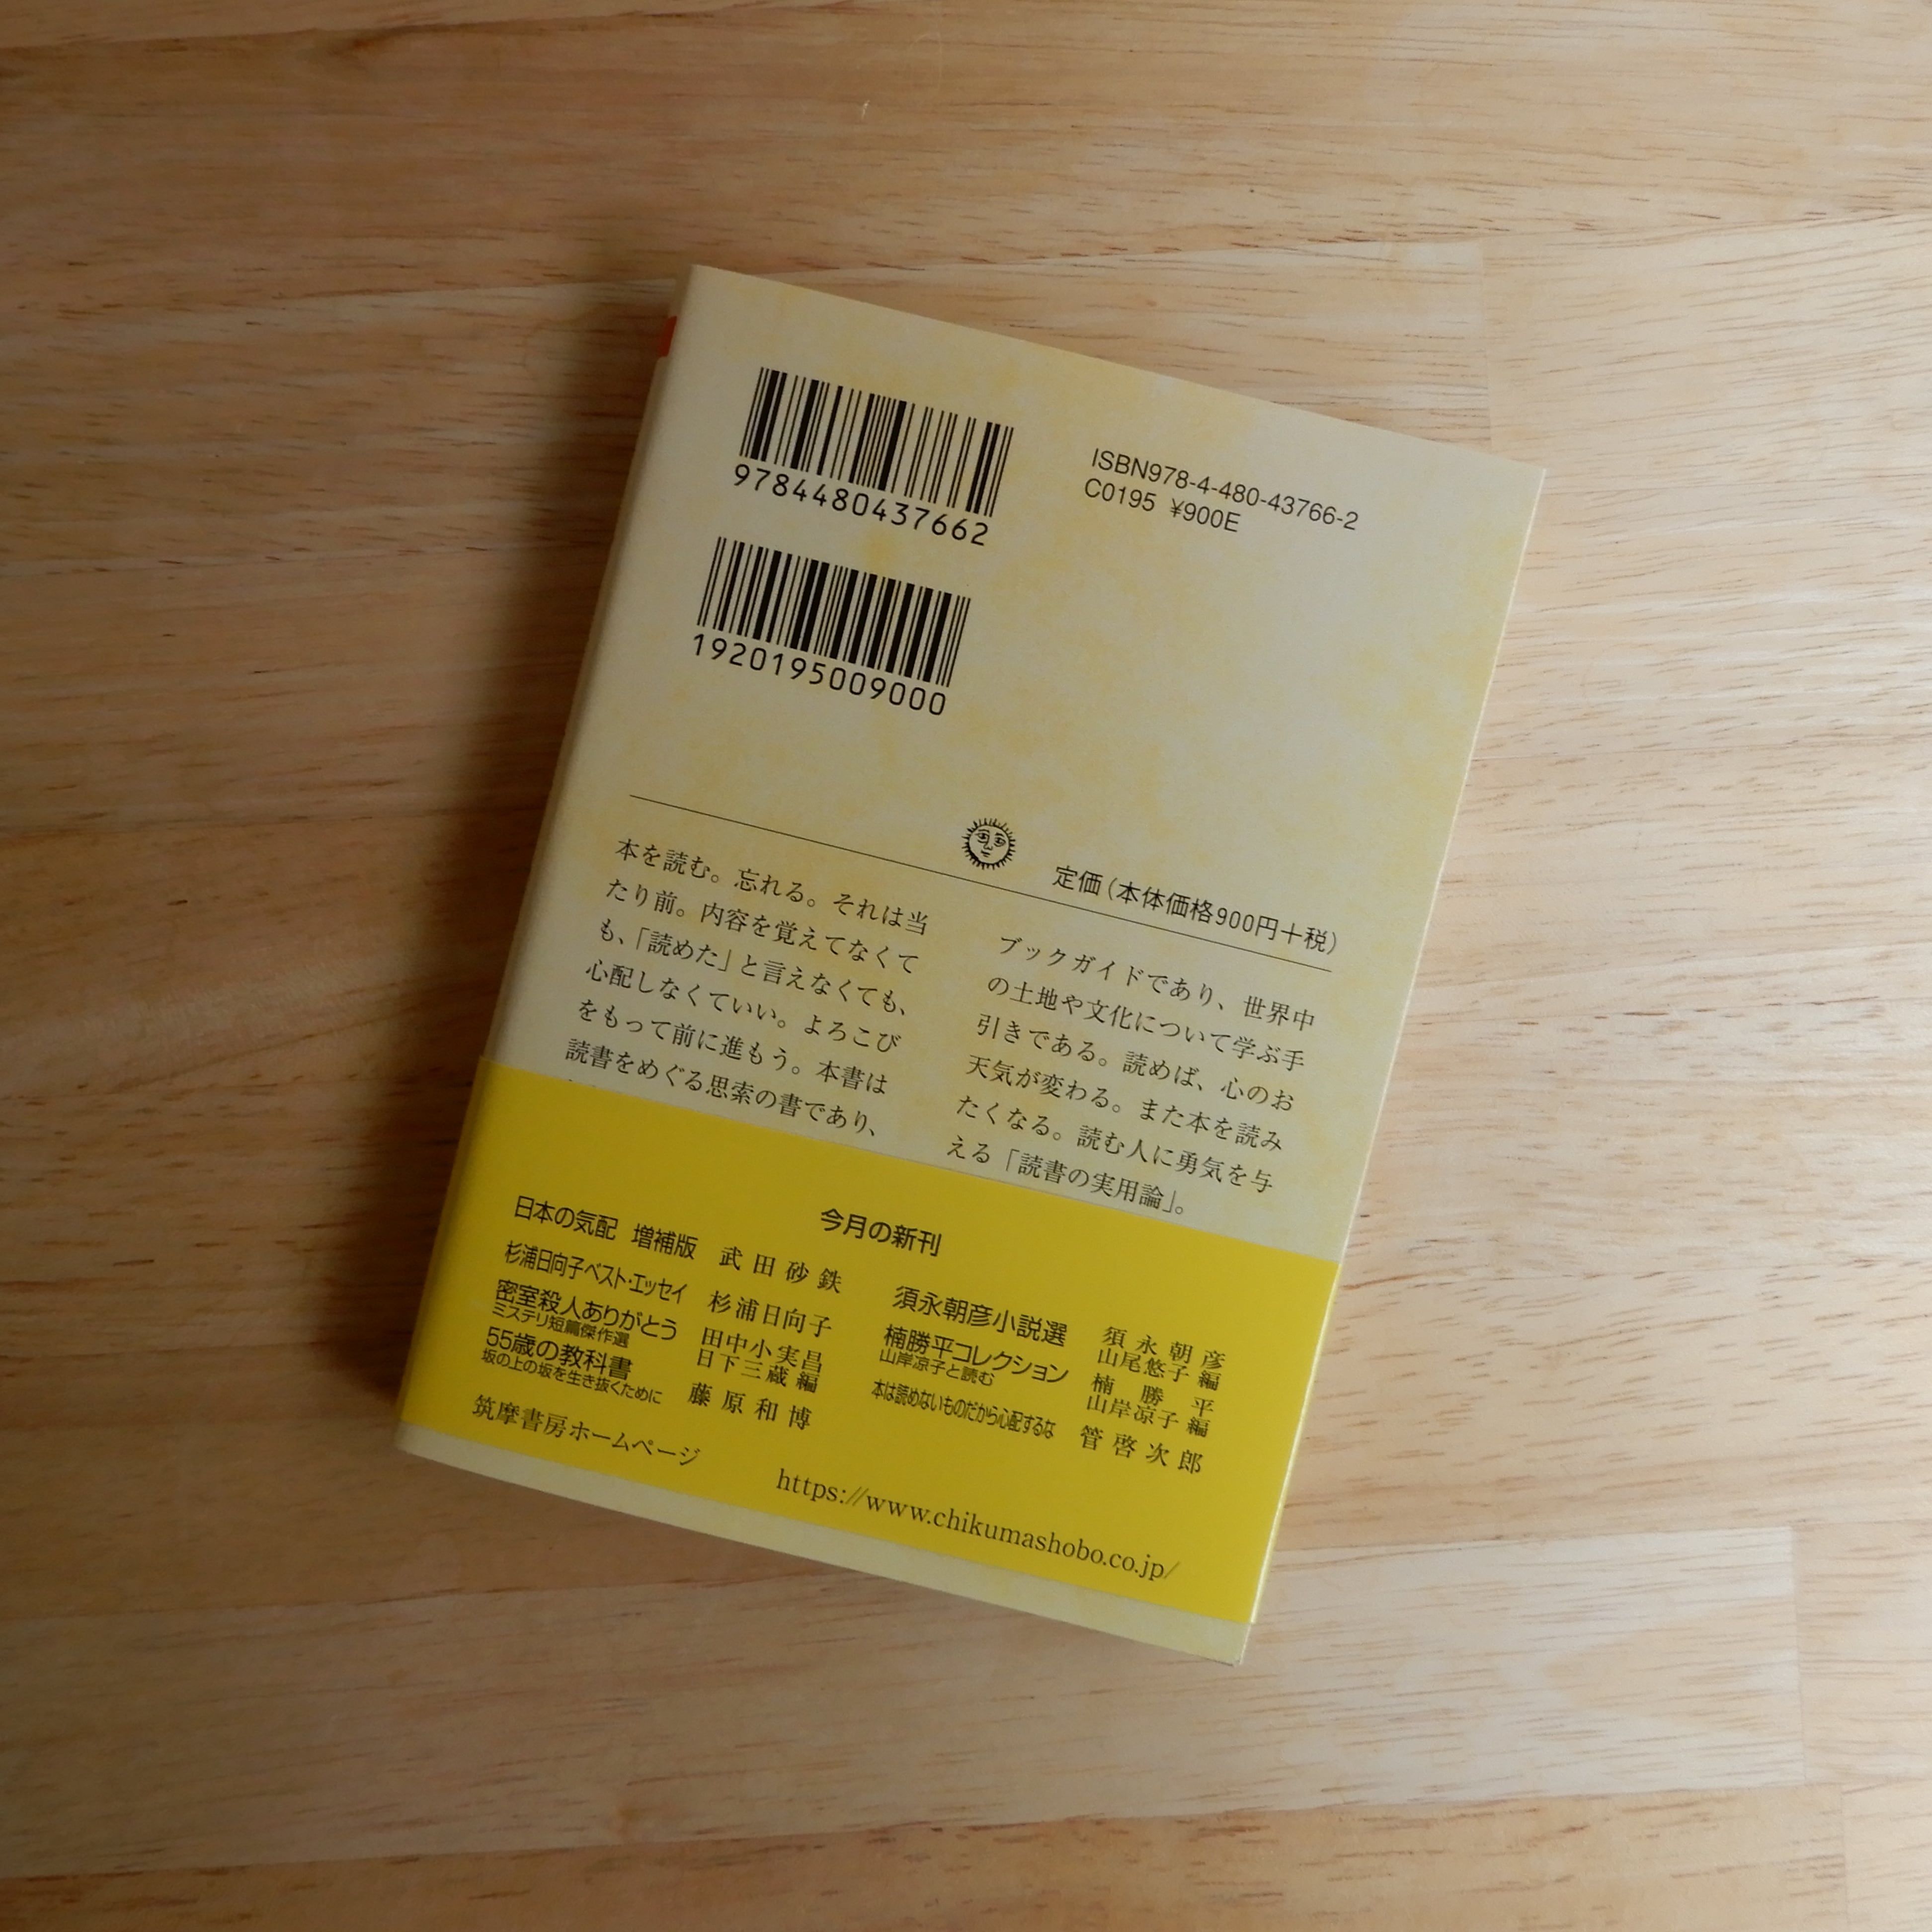 9784480437662
ISBN978-4-480-43766-2
C0195 ¥900E
1920195009000
定価(本体価格900円+税)
本を読む。忘れる。それは当
たり前。内容を覚えてなくて
も、「読めた」と言えなくても、
心配しなくていい。よろこび
をもって前に進もう。本書は
読書をめぐる思索の書であり、
ブックガイドであり、世界中
の土地や文化について学ぶ手
引きである。読めば、心のお
天気が変わる。また本を読み
たくなる。読む人に勇気を与
える「読書の実用論」。
今月の新刊
日本の気配 増補版 武田砂鉄
杉浦日向子ベスト・エッセイ 杉浦日向子
密室殺人ありがとう 田中小実昌
ミステリ短篇傑作選 日下三蔵編
55歳の教科書 藤原和博
坂の上の坂を生き抜くために
須永朝彦小説選 須永朝彦
山尾悠子編
楠勝平コレクション 楠勝平
山岸凉子と読む 山岸凉子編
本は読めないものだから心配するな 管啓次郎
筑摩書房ホームページ
https://www.chikumashobo.co.jp/